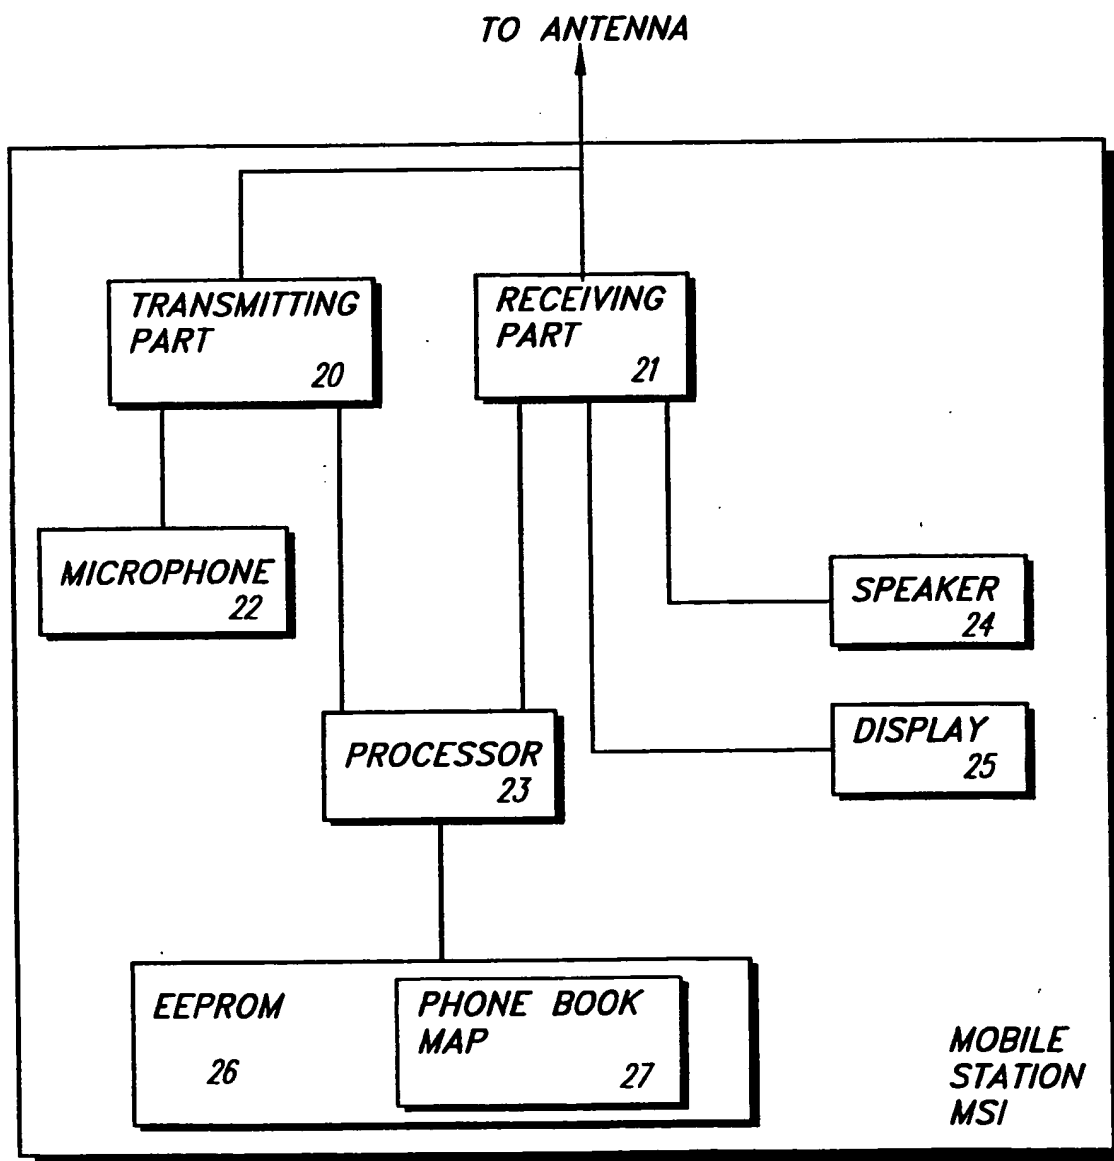 TO ANTENNA
TRANSMITTING
PART
20
RECEIVING
PART
21
MICROPHONE
22
SPEAKER
24
PROCESSOR
23
DISPLAY
25
EEPROM
26
PHONE BOOK
MAP
27
MOBILE
STATION
MSI